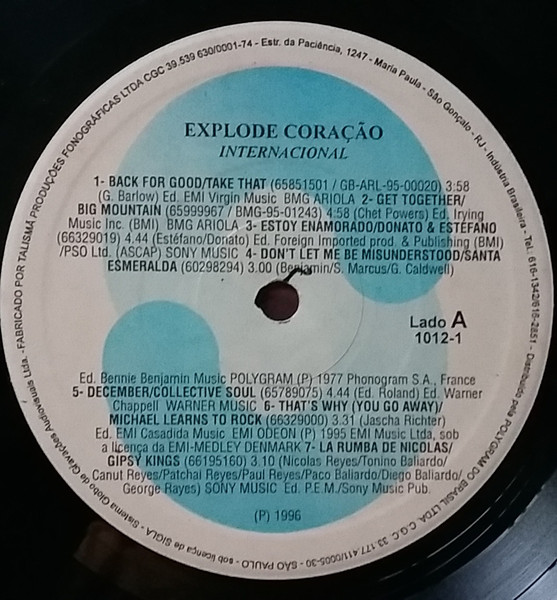 EXPLODE CORAÇÃO
INTERNACIONAL
1- BACK FOR GOOD/TAKE THAT (65851501 / GB-ARL-95-00020) 3:58
(G. Barlow) Ed. EMI Virgin Music BMG ARIOLA 2- GET TOGETHER/
BIG MOUNTAIN (65999967 / BMG-95-01243) 4:58 (Chet Powers) Ed. Irying
Music Inc. (BMI) BMG ARIOLA 3- ESTOY ENAMORADO/DONATO & ESTÉFANO
(66329019) 4.44 (Estéfano/Donato) Ed. Foreign Imported prod. & Publishing (BMI)
/PSO Ltd. (ASCAP) SONY MUSIC 4- DON'T LET ME BE MISUNDERSTOOD/SANTA
ESMERALDA (60298294) 3.00 (Benjamin/S. Marcus/G. Caldwell)
Lado A
1012-1
Ed. Bennie Benjamin Music POLYGRAM (P) 1977 Phonogram S.A., France
5- DECEMBER/COLLECTIVE SOUL (65789075) 4.44 (Ed. Roland) Ed. Warner
Chappell WARNER MUSIC 6- THAT'S WHY (YOU GO AWAY)/
MICHAEL LEARNS TO ROCK (66329000) 3.31 (Jascha Richter)
Ed. EMI Casadida Music EMI ODEON (P) 1995 EMI Music Ltda, sob
a licença da EMI-MEDLEY DENMARK 7- LA RUMBA DE NICOLAS/
GIPSY KINGS (66195160) 3.10 (Nicolas Reyes/Tonino Baliardo/
Canut Reyes/Patchai Reyes/Paul Reyes/Paco Baliardo/Diego Baliardo/
George Rayes) SONY MUSIC Ed. P.E.M./Sony Music Pub.
(P) 1996
FABRICADO POR TALISMÃ PRODUÇÕES FONOGRÁFICAS LTDA CGC 39.539 630/0001-74 - Estr. da Paciência, 1247 - Maria Paula - São Gonçalo - RJ - Indústria Brasileira - Tel.: 616-1342/616-2851 - Distribuído pela POLYGRAM DO BRASIL LTDA. C.G.C. 33.177.411/0005-30 - SÃO PAULO - sob licença de SIGLA - Sistema Globo de Gravações Audiovisuais Ltda. -